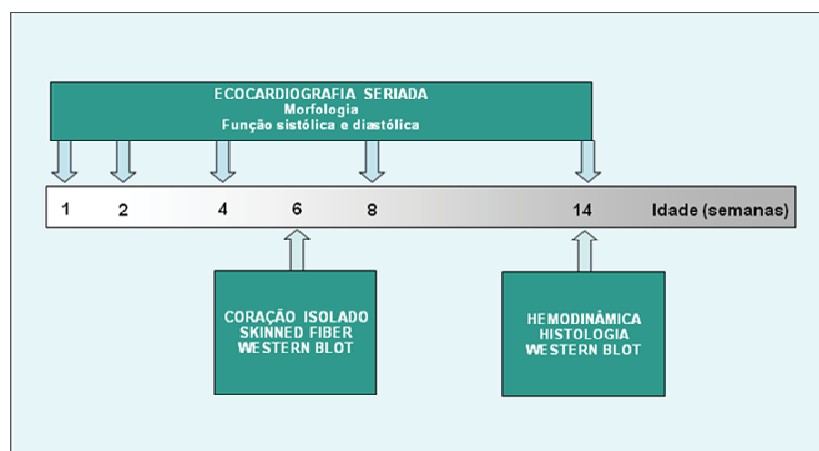 ECOCARDIOGRAFIA SERIADA
Morfologia
Função sistólica e diastólica
1 2 4 6 8 14 Idade (semanas)
CORAÇÃO ISOLADO
SKINNED FIBER
WESTERN BLOT
HEMODINÂMICA
HISTOLOGIA
WESTERN BLOT